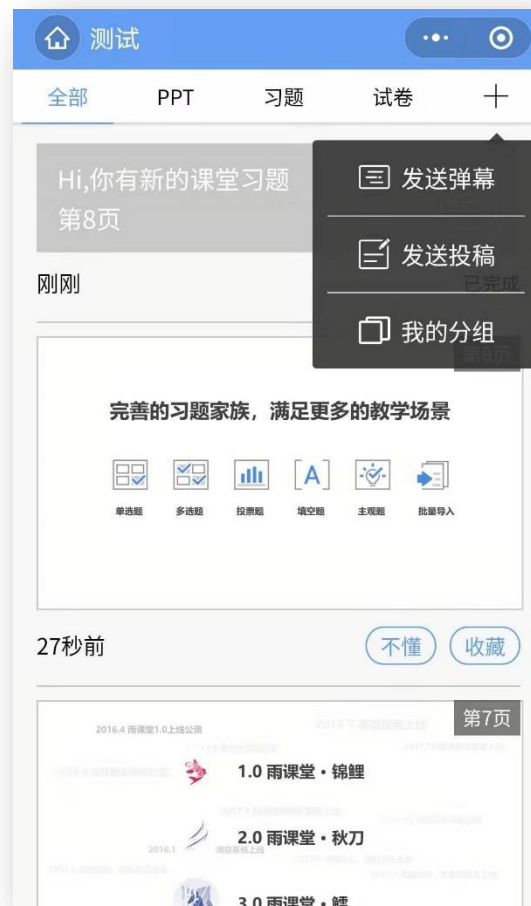 测试
全部 PPT 习题 试卷
Hi,你有新的课堂习题
第8页
发送弹幕
发送投稿
我的分组
刚刚
已完成
第9页
完善的习题家族，满足更多的教学场景
单选题 多选题 投票题 填空题 主观题 批量导入
27秒前 不懂 收藏
第7页
2016.4 雨课堂1.0上线公测
1.0 雨课堂·锦鲤
2.0 雨课堂·秋刀
2016.1
3.0 雨课堂·鳕